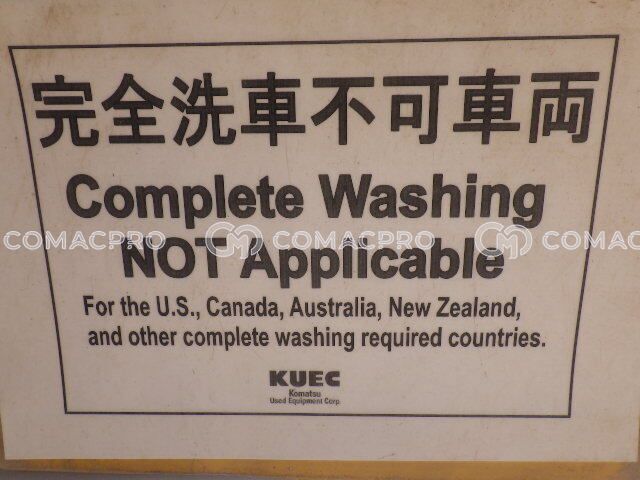 完全洗車不可車両
Complete Washing
NOT Applicable
COMACPRO COMACPRO COMACPRO
For the U.S., Canada, Australia, New Zealand,
and other complete washing required countries.
KUEC
Komatsu
Used Equipment Corp.